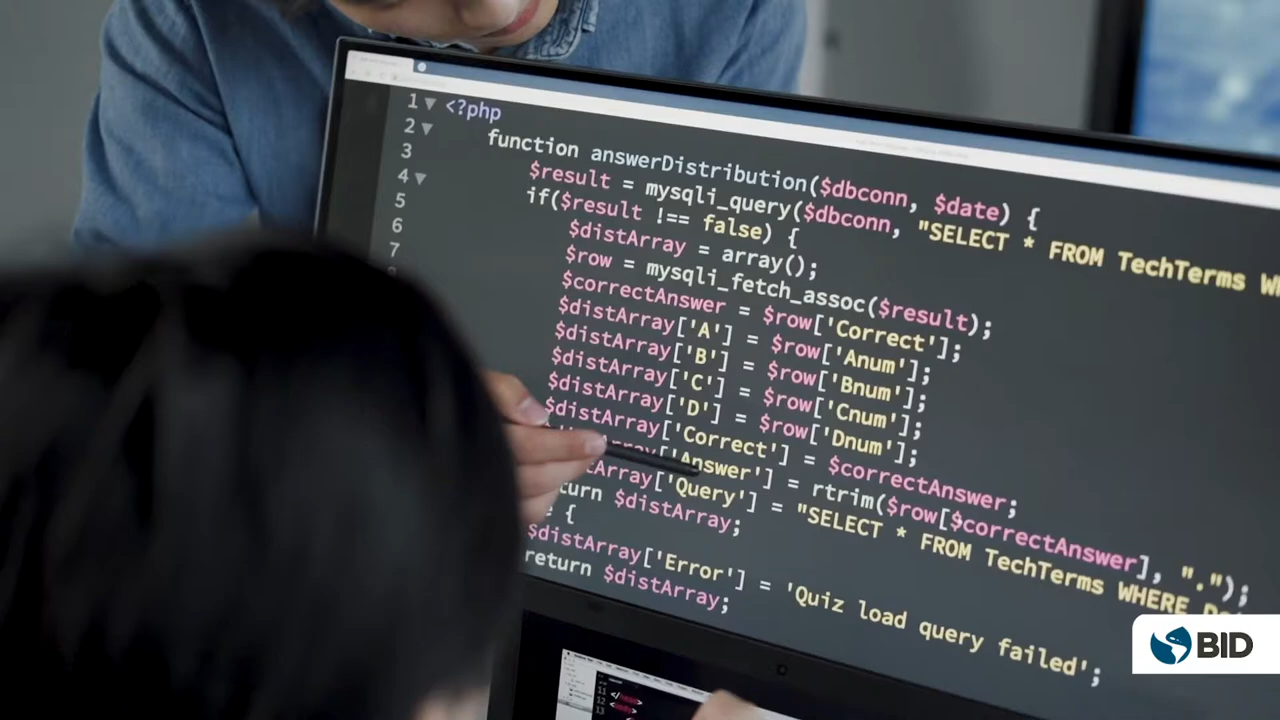 1 <?php
2 function answerDistribution($dbconn, $date) {
3 $result = mysqli_query($dbconn, "SELECT * FROM TechTerms
4 if($result !== false) {
5 $distArray = array();
6 $row = mysqli_fetch_assoc($result);
7 $correctAnswer = $row['Correct'];
$distArray['A'] = $row['Anum'];
$distArray['B'] = $row['Bnum'];
$distArray['C'] = $row['Cnum'];
$distArray['D'] = $row['Dnum'];
$distArray['Correct'] = $correctAnswer;
['Answer'] = rtrim($row[$correctAnswer], ".");
Array['Query'] = "SELECT * FROM TechTerms WHERE
$distArray;
{
$distArray['Error'] = 'Quiz load query failed';
return $distArray;
BID